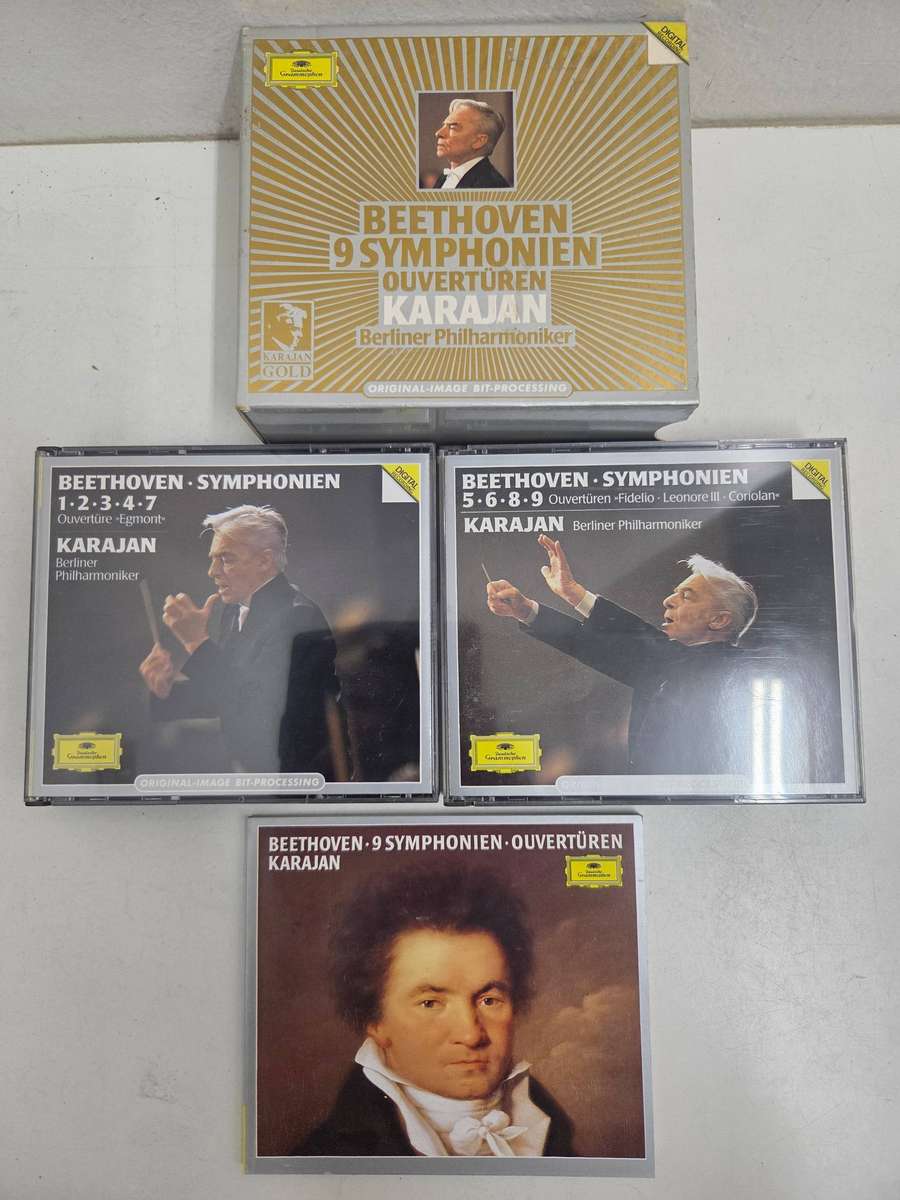 Deutsche
Grammophon
DIGITAL
RECORDING
BEETHOVEN
9 SYMPHONIEN
OUVERTÜREN
KARAJAN
Berliner Philharmoniker
KARAJAN
GOLD
ORIGINAL-IMAGE BIT-PROCESSING
BEETHOVEN · SYMPHONIEN
1·2·3·4·7
Ouvertüre »Egmont«
KARAJAN
Berliner
Philharmoniker
DIGITAL
RECORDING
Deutsche
Grammophon
ORIGINAL-IMAGE BIT-PROCESSING
BEETHOVEN · SYMPHONIEN
5·6·8·9 Ouvertüren »Fidelio · Leonore III · Coriolan«
KARAJAN Berliner Philharmoniker
DIGITAL
RECORDING
Deutsche
Grammophon
BEETHOVEN · 9 SYMPHONIEN · OUVERTÜREN
KARAJAN
Deutsche
Grammophon